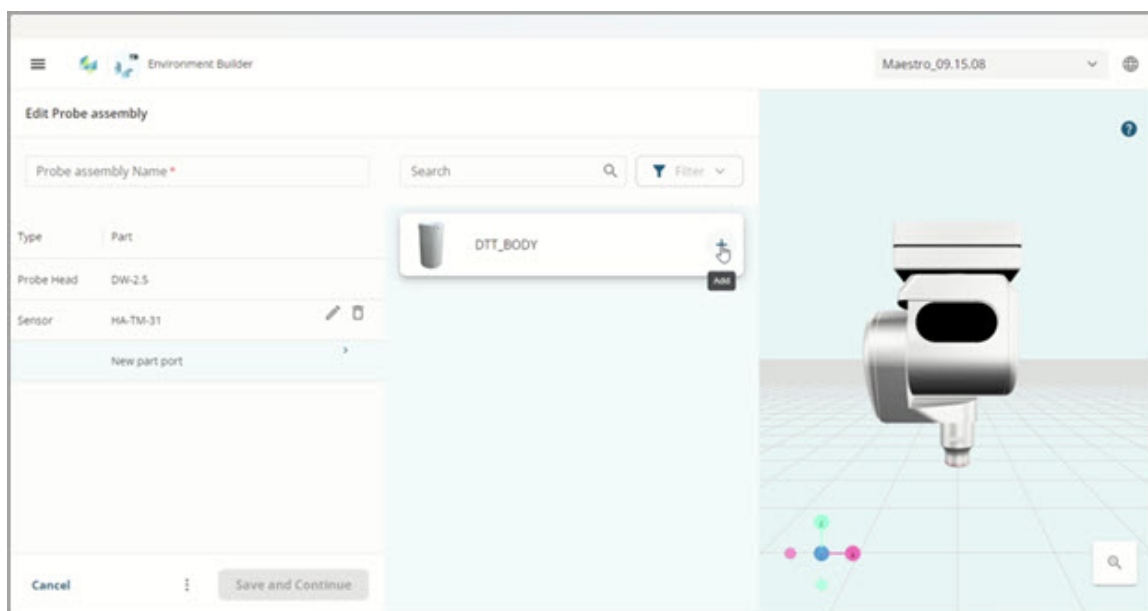 Environment Builder
Maestro_09.15.08
Edit Probe assembly
Probe assembly Name *
Search
Filter
Type Part
DTT_BODY
Add
Probe Head DW-2.5
Sensor HA-TM-31
New part port
Cancel
Save and Continue